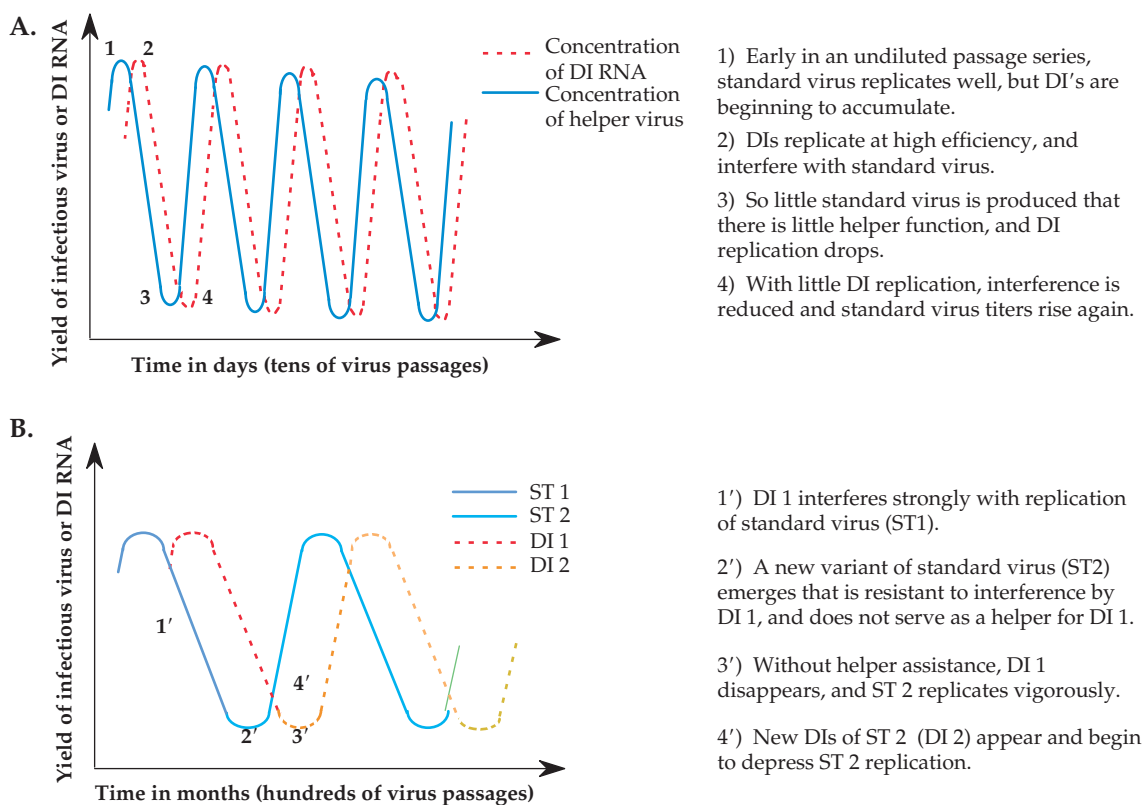 A.
Yield of infectious virus or DI RNA
1 2
3 4
Concentration
of DI RNA
Concentration
of helper virus
Time in days (tens of virus passages)
1) Early in an undiluted passage series,
standard virus replicates well, but DI's are
beginning to accumulate.
2) DIs replicate at high efficiency, and
interfere with standard virus.
3) So little standard virus is produced that
there is little helper function, and DI
replication drops.
4) With little DI replication, interference is
reduced and standard virus titers rise again.
B.
Yield of infectious virus or DI RNA
ST 1
ST 2
DI 1
DI 2
1′
4′
2′ 3′
Time in months (hundreds of virus passages)
1′) DI 1 interferes strongly with replication
of standard virus (ST1).
2′) A new variant of standard virus (ST2)
emerges that is resistant to interference by
DI 1, and does not serve as a helper for DI 1.
3′) Without helper assistance, DI 1
disappears, and ST 2 replicates vigorously.
4′) New DIs of ST 2 (DI 2) appear and begin
to depress ST 2 replication.